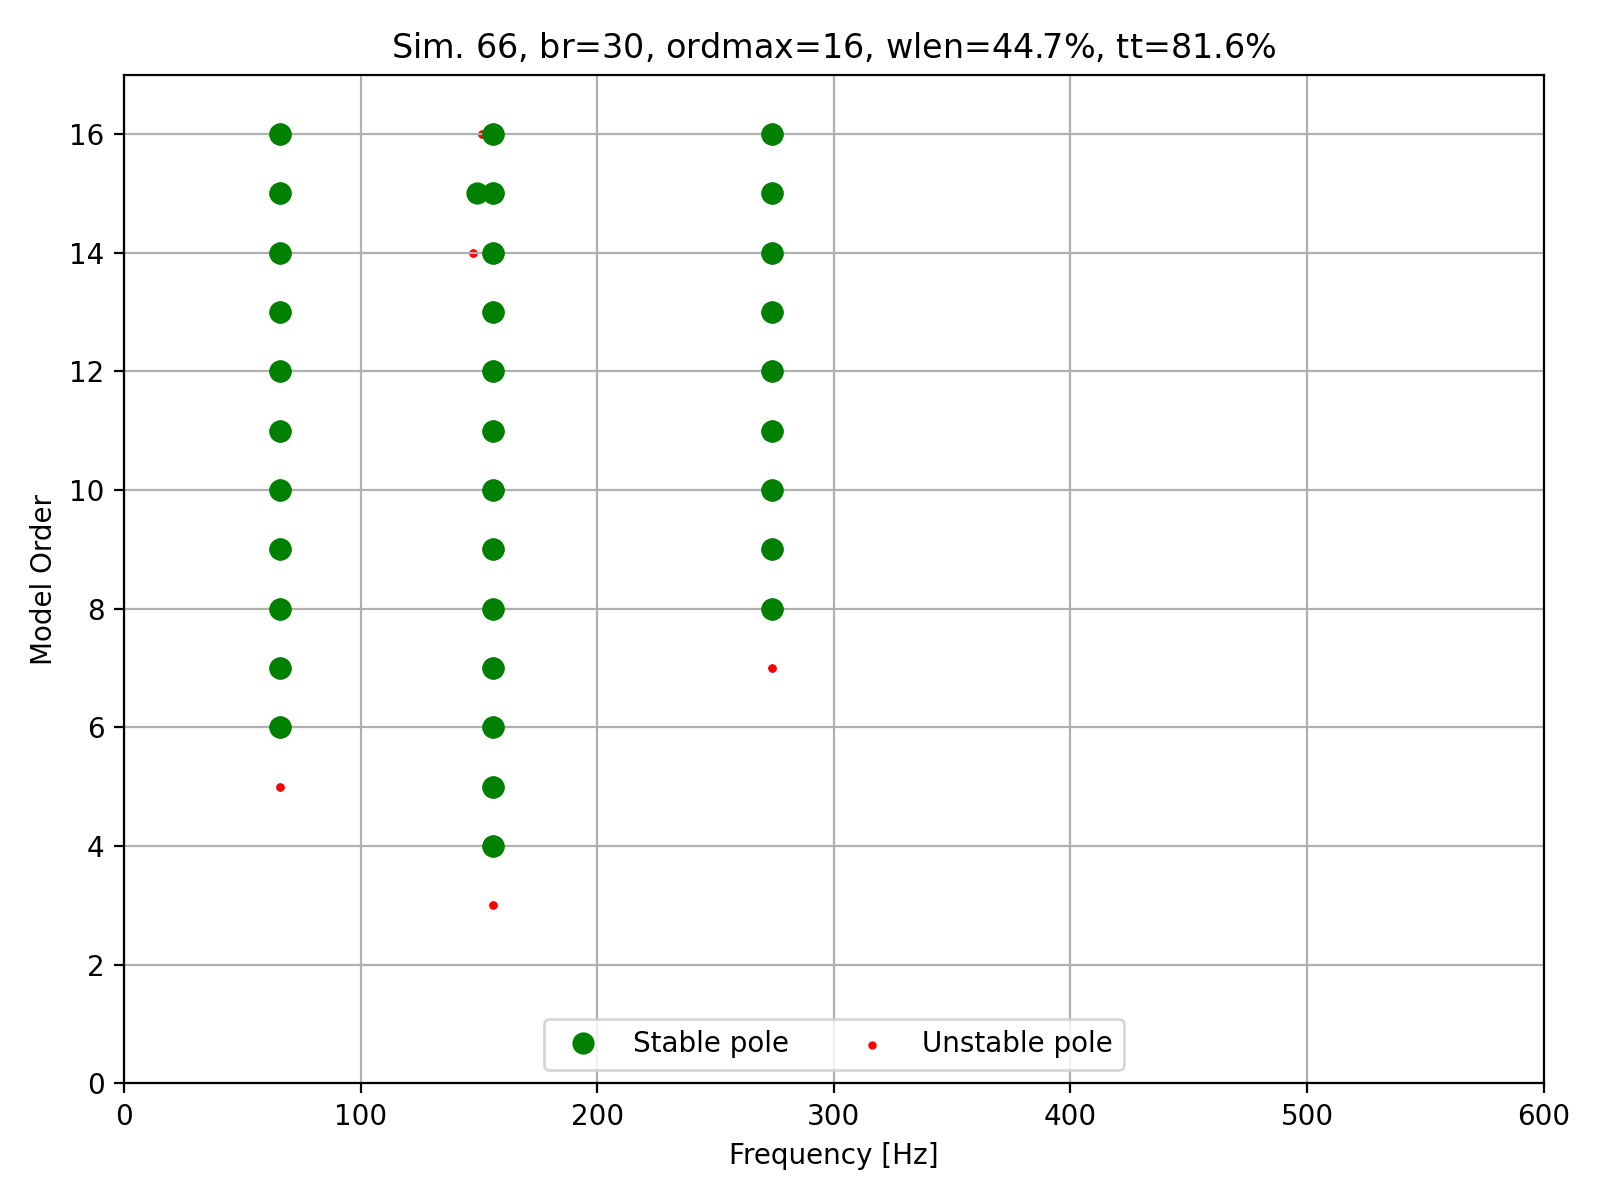 Sim. 66, br=30, ordmax=16, wlen=44.7%, tt=81.6%
16
14
12
10
8
6
4
2
0
Model Order
Stable pole
Unstable pole
0 100 200 300 400 500 600
Frequency [Hz]